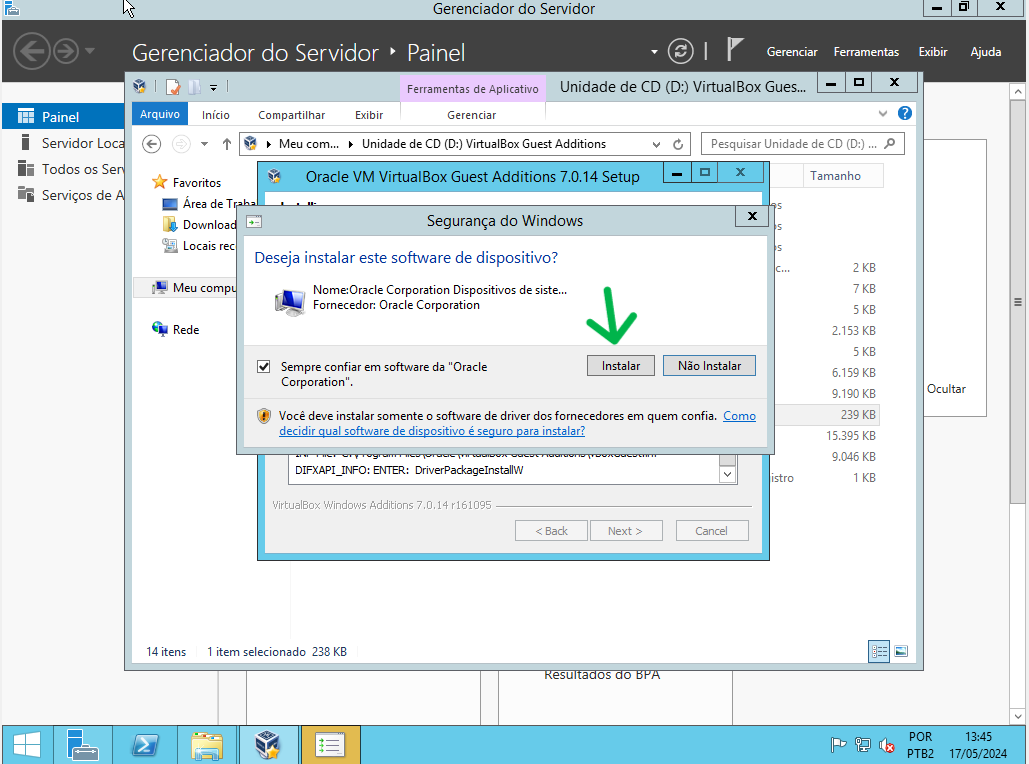 Gerenciador do Servidor
Gerenciador do Servidor ‣ Painel
Gerenciar
Ferramentas
Exibir
Ajuda
Ferramentas de Aplicativo
Unidade de CD (D:) VirtualBox Gues...
Arquivo
Início
Compartilhar
Exibir
Gerenciar
Painel
Servidor Loca
Todos os Serv
Serviços de A
Meu com...
Unidade de CD (D:) VirtualBox Guest Additions
Pesquisar Unidade de CD (D:) ...
Favoritos
Área de Traba
Download
Locais rec
Meu compu
Rede
Tamanho
Oracle VM VirtualBox Guest Additions 7.0.14 Setup
Segurança do Windows
Deseja instalar este software de dispositivo?
Nome:Oracle Corporation Dispositivos de siste...
Fornecedor: Oracle Corporation
Sempre confiar em software da "Oracle
Corporation".
Instalar
Não Instalar
Você deve instalar somente o software de driver dos fornecedores em quem confia. Como
decidir qual software de dispositivo é seguro para instalar?
os
os
os
c...
2 KB
7 KB
5 KB
2.153 KB
5 KB
6.159 KB
9.190 KB
239 KB
15.395 KB
9.046 KB
istro
1 KB
Ocultar
DIFXAPI_INFO: ENTER: DriverPackageInstallW
VirtualBox Windows Additions 7.0.14 r161095
< Back
Next >
Cancel
14 itens
1 item selecionado 238 KB
Resultados do BPA
POR
PTB2
13:45
17/05/2024